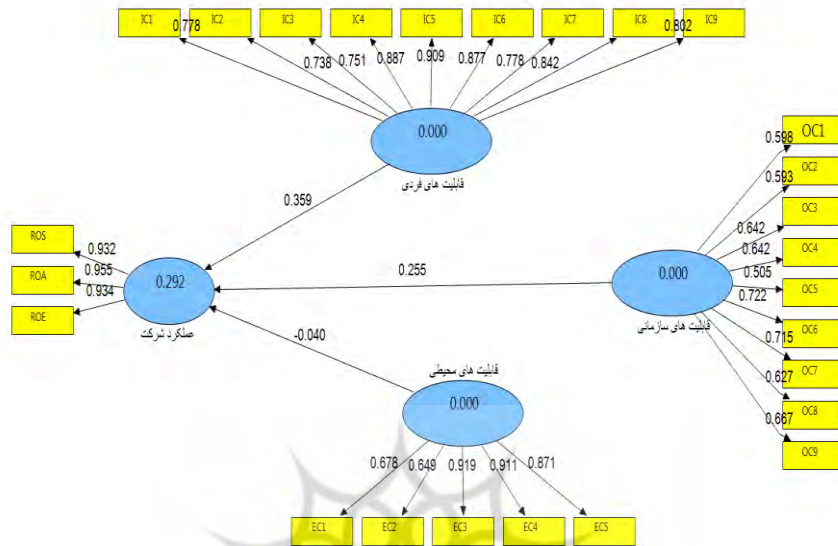 IC1 IC2 IC3 IC4 IC5 IC6 IC7 IC8 IC9
0.778 0.738 0.751 0.887 0.909 0.877 0.778 0.842 0.802
0.000
قابلیت های فردی
0.359
OC1
0.598
OC2
0.593
OC3
0.642
OC4
0.642
OC5
0.505
OC6
0.722
OC7
0.715
OC8
0.627
OC9
0.667
0.000
قابلیت های سازمانی
0.255
ROS
0.932
ROA
0.955
ROE
0.934
0.292
عملکرد شرکت
-0.040
قابلیت های محیطی
0.000
0.678 0.649 0.919 0.911 0.871
EC1 EC2 EC3 EC4 EC5